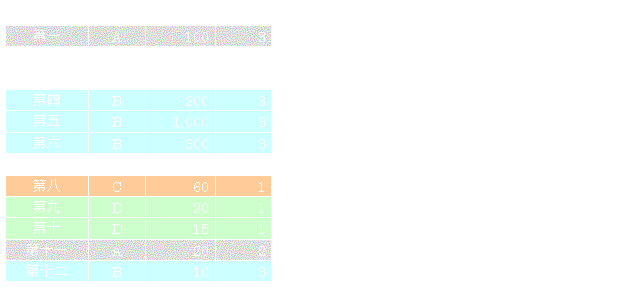 第一 A 100 3
第四 B 200 3
第五 B 1,000 3
第六 B 300 3
第八 C 60 1
第九 D 20 1
第十 D 15 1
第十一 A 20 2
第十二 B 10 3